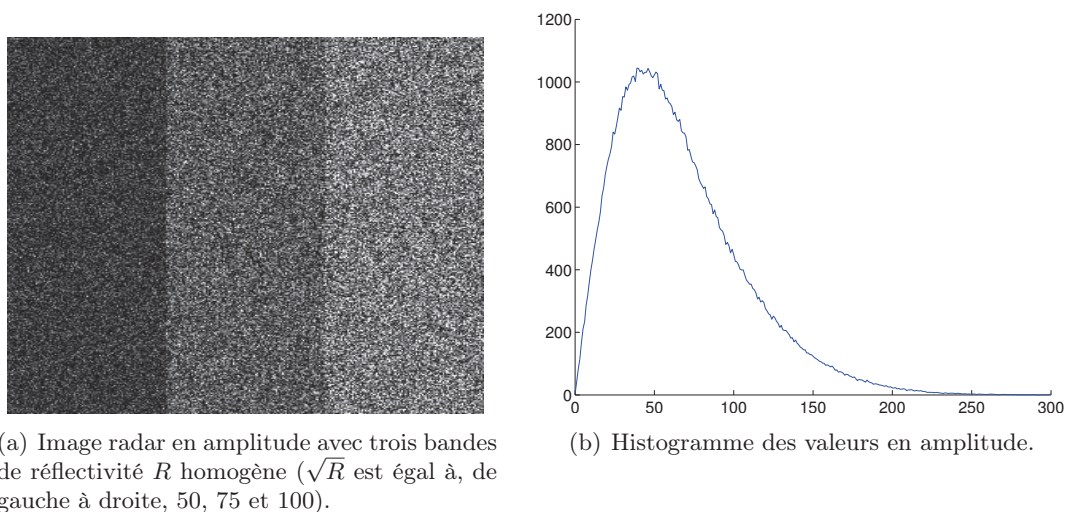 1200
1000
800
600
400
200
0
0 50 100 150 200 250 300
(a) Image radar en amplitude avec trois bandes
de réflectivité R homogène (√R est égal à, de
gauche à droite, 50, 75 et 100).
(b) Histogramme des valeurs en amplitude.